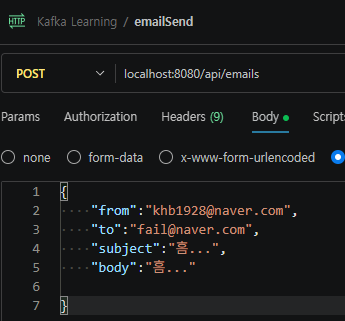 HTTP Kafka Learning / emailSend
POST localhost:8080/api/emails
Params Authorization Headers (9) Body Scripts
none form-data x-www-form-urlencoded
1 {
2 "from":"khb1928@naver.com",
3 "to":"fail@naver.com",
4 "subject":"흠...",
5 "body":"흠..."
6
7 }